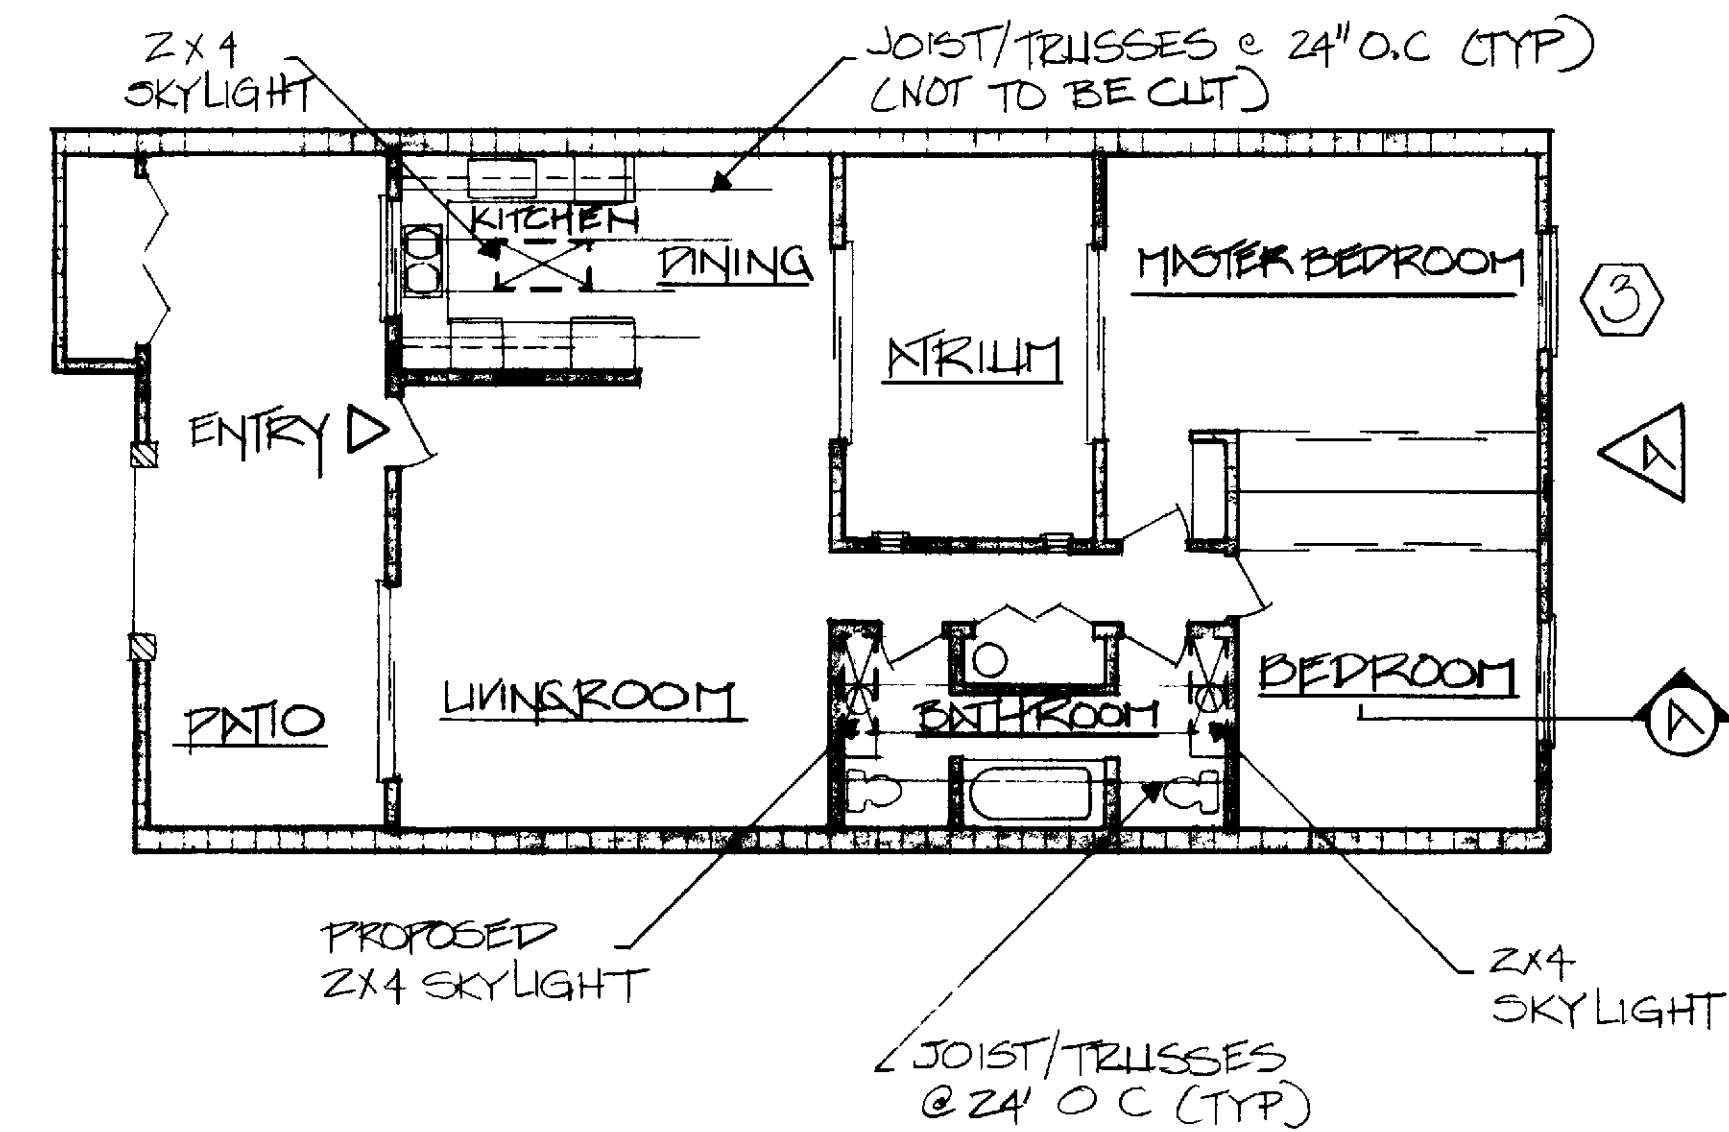 2X4
SKYLIGHT
JOIST/TRUSSES @ 24" O.C (TYP)
(NOT TO BE CUT)
KITCHEN
DINING
MASTER BEDROOM
3
ATRIUM
ENTRY
A
LIVINGROOM
PATIO
BATHROOM
BEDROOM
A
PROPOSED
2X4 SKYLIGHT
2X4
SKYLIGHT
JOIST/TRUSSES
@ 24' O C (TYP)